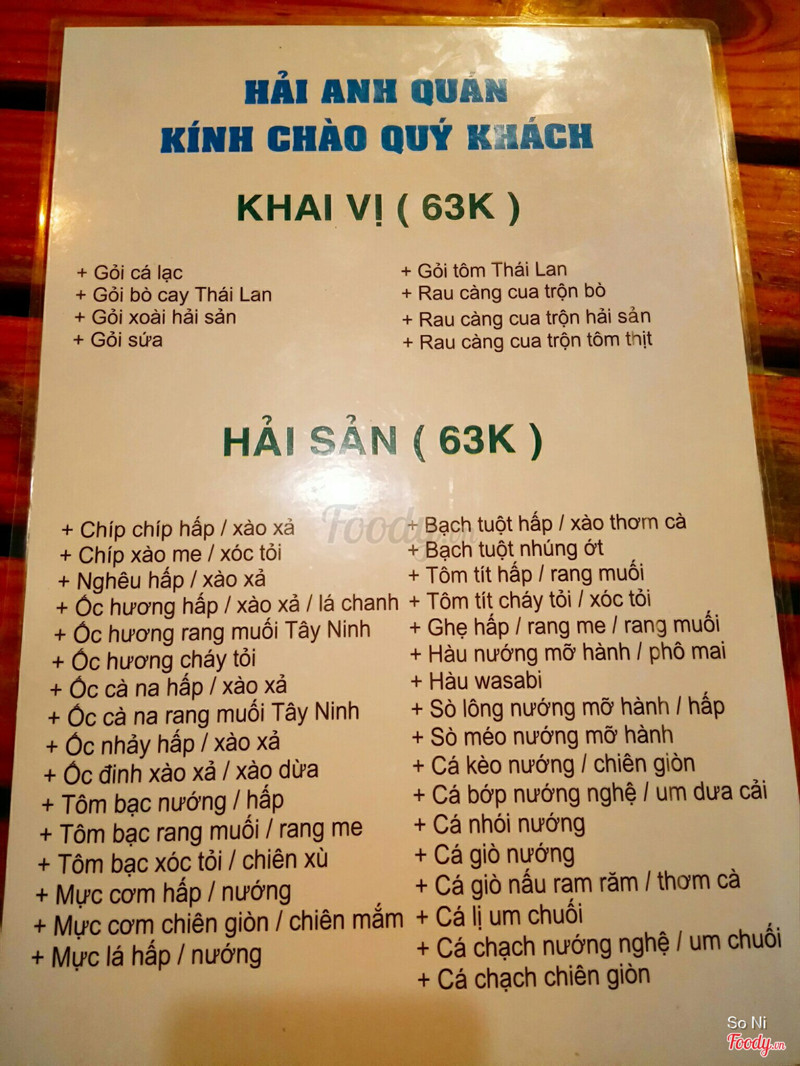 HẢI ANH QUÁN
KÍNH CHÀO QUÝ KHÁCH
KHAI VỊ ( 63K )
+ Gỏi cá lạc
+ Gỏi bò cay Thái Lan
+ Gỏi xoài hải sản
+ Gỏi sứa
+ Gỏi tôm Thái Lan
+ Rau càng cua trộn bò
+ Rau càng cua trộn hải sản
+ Rau càng cua trộn tôm thịt
HẢI SẢN ( 63K )
+ Chíp chíp hấp / xào xả
+ Chíp xào me / xóc tỏi
+ Nghêu hấp / xào xả
+ Ốc hương hấp / xào xả / lá chanh
+ Ốc hương rang muối Tây Ninh
+ Ốc hương cháy tỏi
+ Ốc cà na hấp / xào xả
+ Ốc cà na rang muối Tây Ninh
+ Ốc nhảy hấp / xào xả
+ Ốc đinh xào xả / xào dừa
+ Tôm bạc nướng / hấp
+ Tôm bạc rang muối / rang me
+ Tôm bạc xóc tỏi / chiên xù
+ Mực cơm hấp / nướng
+ Mực cơm chiên giòn / chiên mắm
+ Mực lá hấp / nướng
+ Bạch tuột hấp / xào thơm cà
+ Bạch tuột nhúng ớt
+ Tôm tít hấp / rang muối
+ Tôm tít cháy tỏi / xóc tỏi
+ Ghẹ hấp / rang me / rang muối
+ Hàu nướng mỡ hành / phô mai
+ Hàu wasabi
+ Sò lông nướng mỡ hành / hấp
+ Sò méo nướng mỡ hành
+ Cá kèo nướng / chiên giòn
+ Cá bớp nướng nghệ / um dưa cải
+ Cá nhói nướng
+ Cá giò nướng
+ Cá giò nấu ram răm / thơm cà
+ Cá lị um chuối
+ Cá chạch nướng nghệ / um chuối
+ Cá chạch chiên giòn
Foody.vn
So Ni
Foody.vn